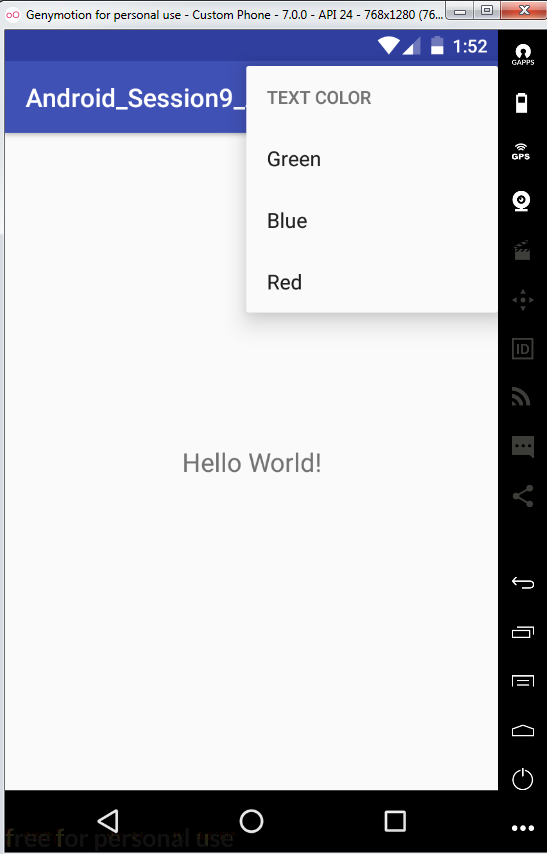 Genymotion for personal use - Custom Phone - 7.0.0 - API 24 - 768x1280 (76...
1:52
Android_Session9_
TEXT COLOR
Green
Blue
Red
Hello World!
GAPPS
GPS
ID
free for personal use